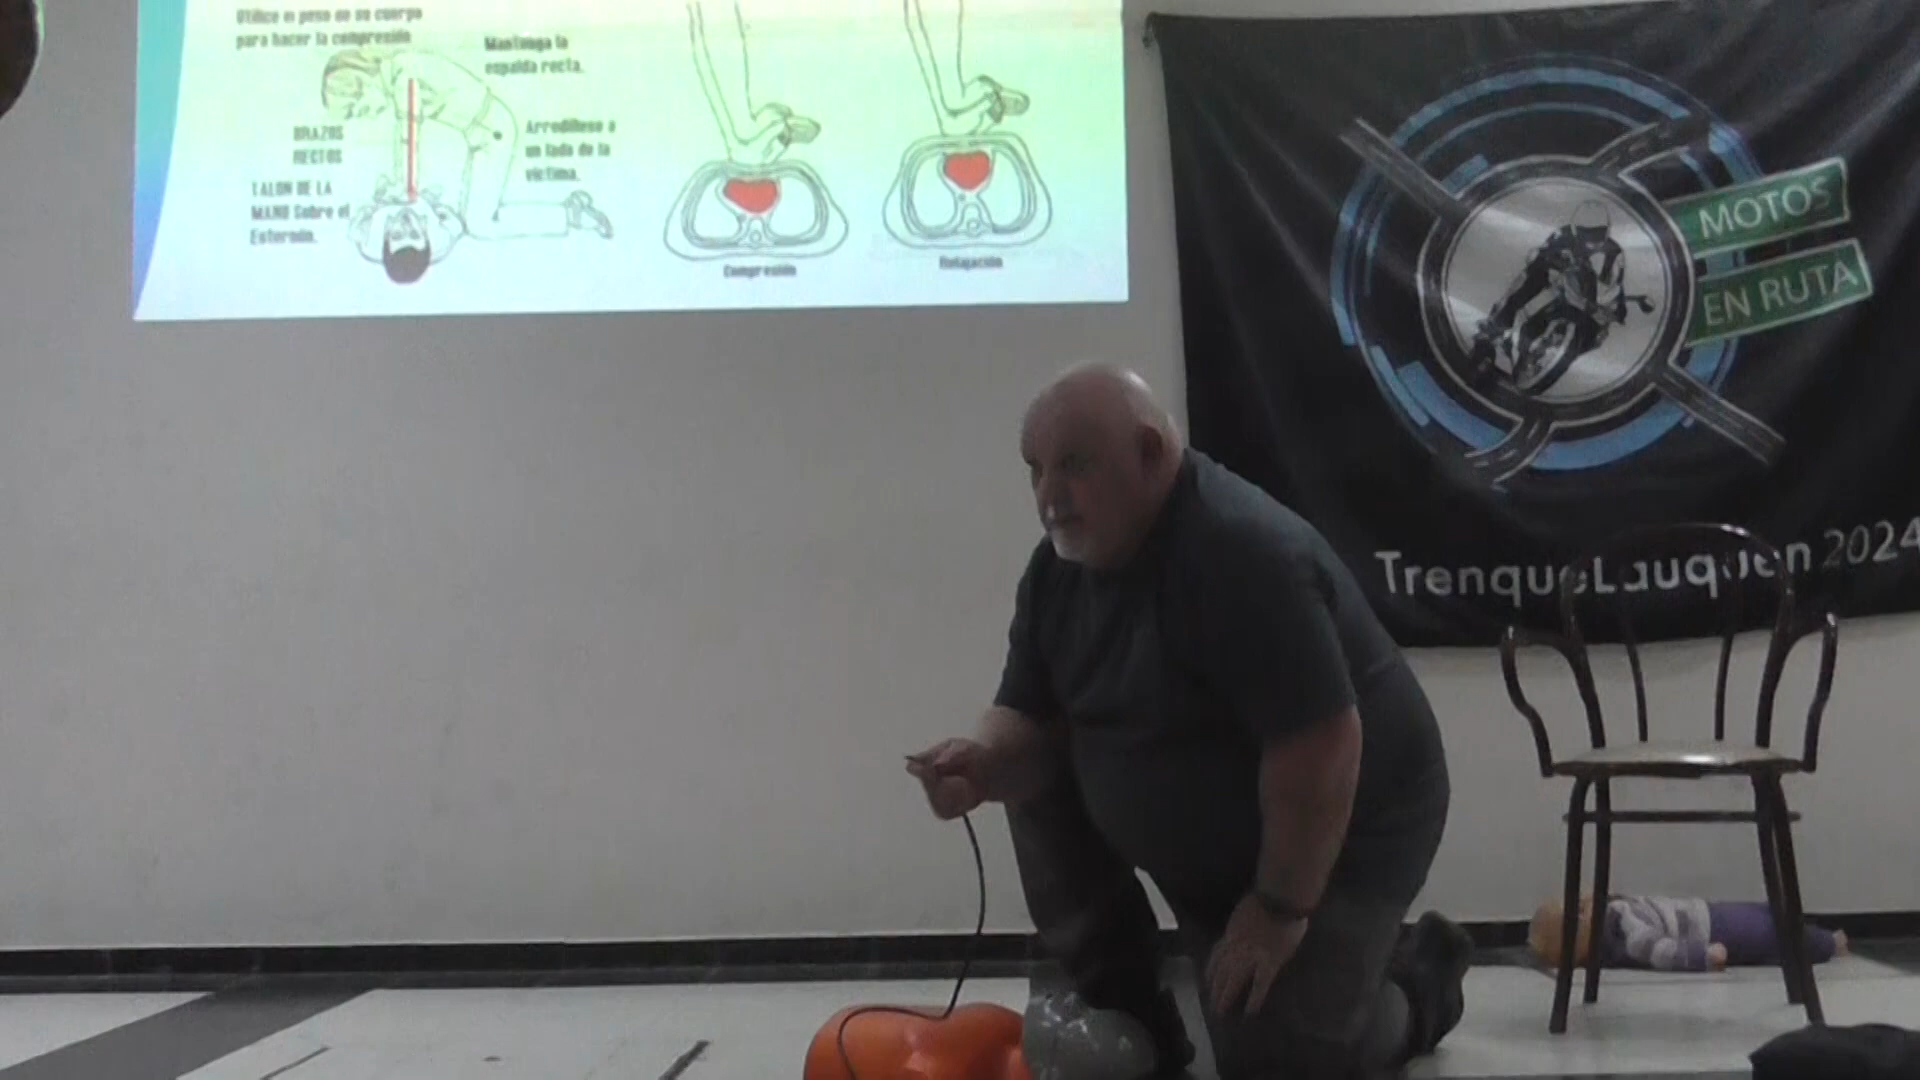 Utilice el peso de su cuerpo
para hacer la compresión
Mantenga la
espalda recta.
BRAZOS
RECTOS
Arrodíllese a
un lado de la
víctima.
TALON DE LA
MANO Sobre el
Esternón.
Compresión
Relajación
MOTOS
EN RUTA
TrenqueLauquen 2024